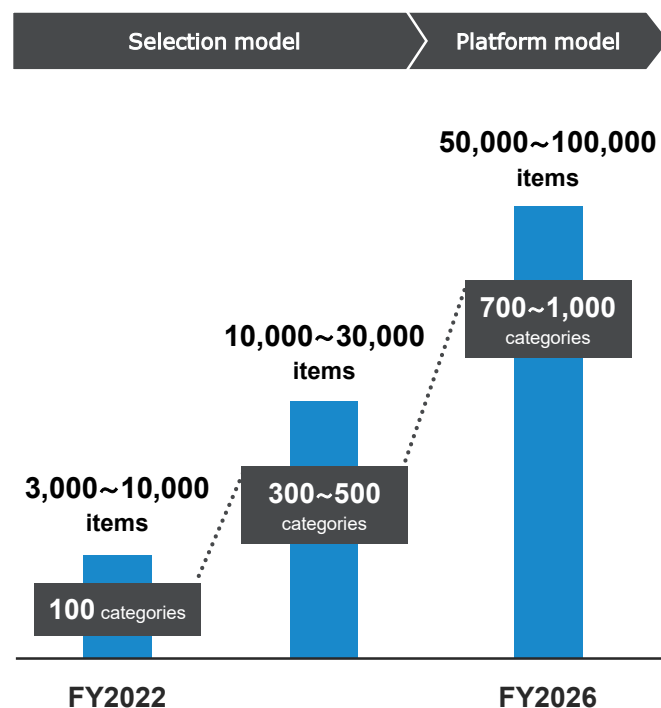 Selection model
Platform model
50,000~100,000
items
700~1,000
categories
10,000~30,000
items
300~500
categories
3,000~10,000
items
100 categories
FY2022
FY2026